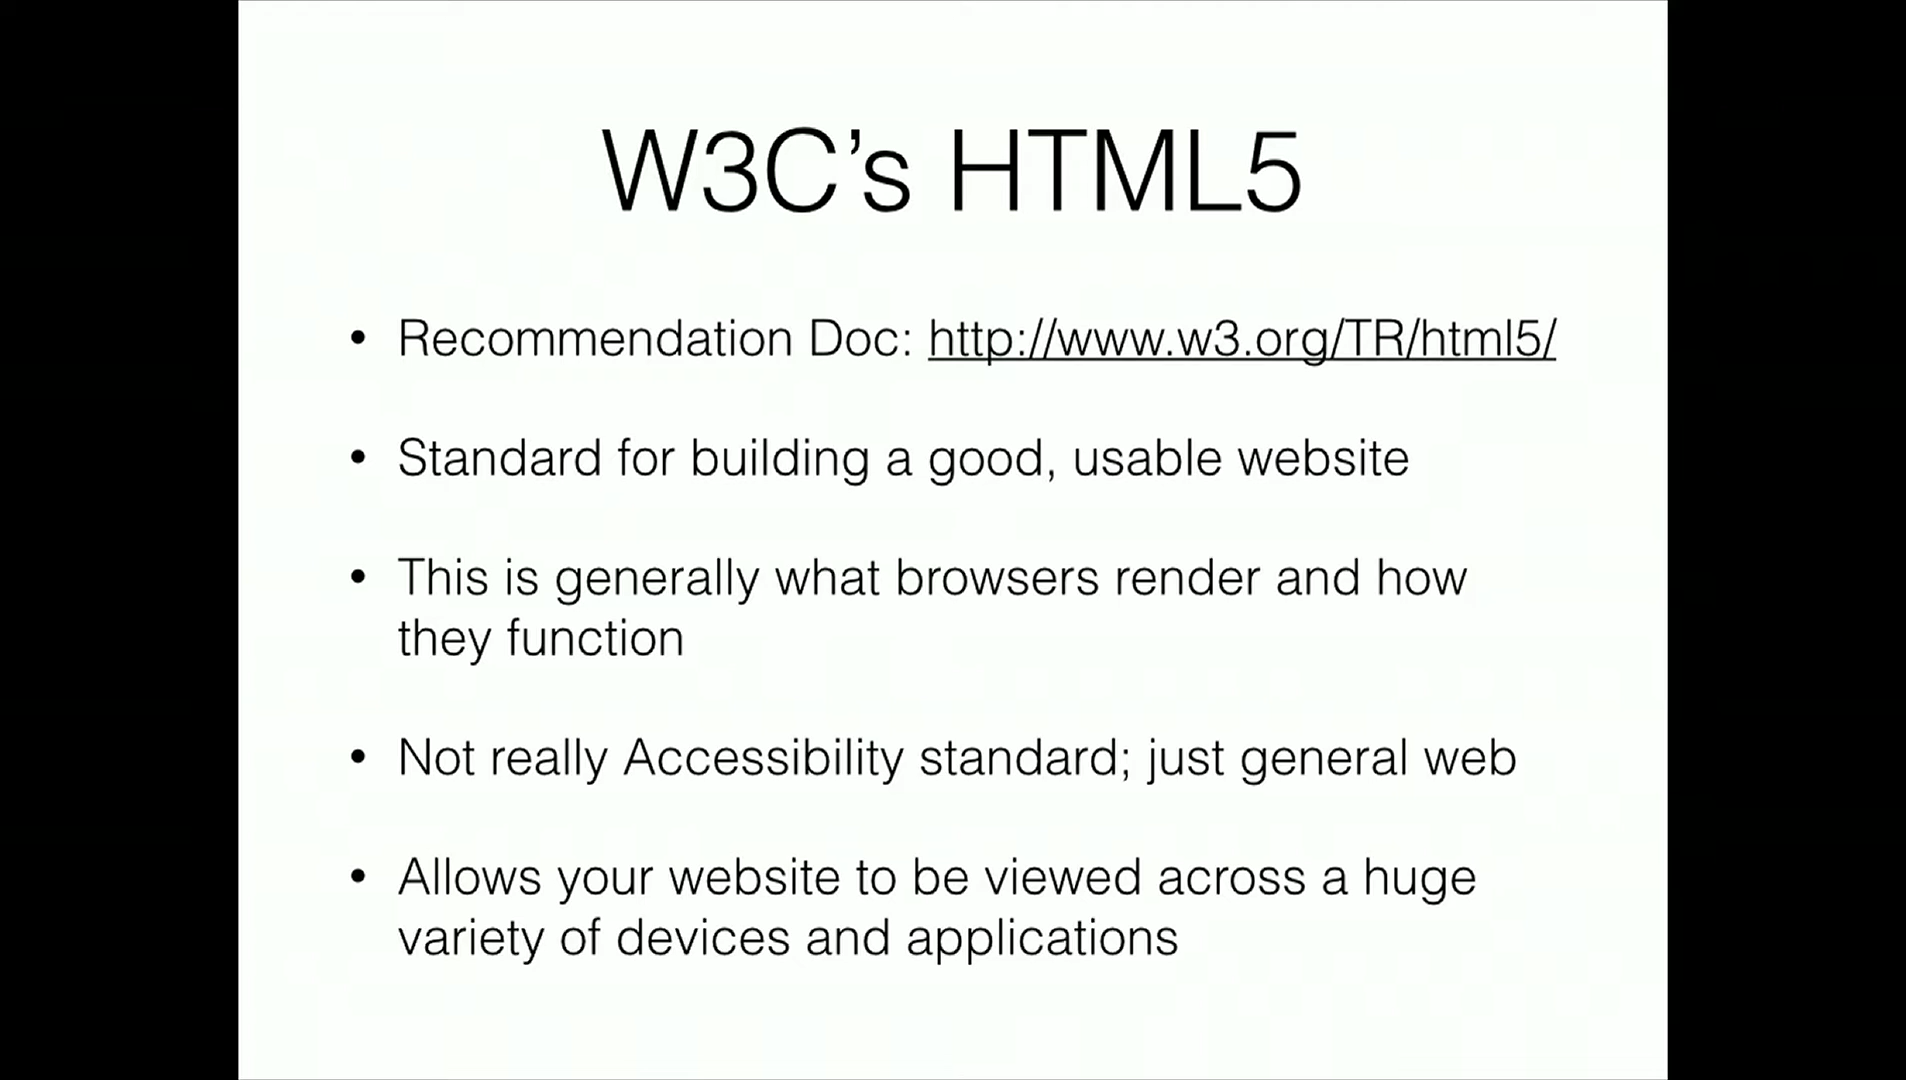 W3C’s HTML5
• Recommendation Doc: http://www.w3.org/TR/html5/
• Standard for building a good, usable website
• This is generally what browsers render and how
they function
• Not really Accessibility standard; just general web
• Allows your website to be viewed across a huge
variety of devices and applications